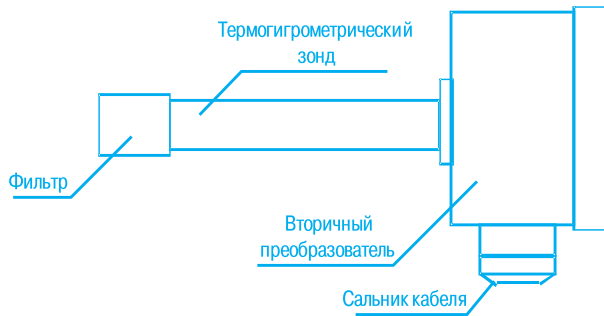 Термогигрометрический
зонд
Фильтр
Вторичный
преобразователь
Сальник кабеля